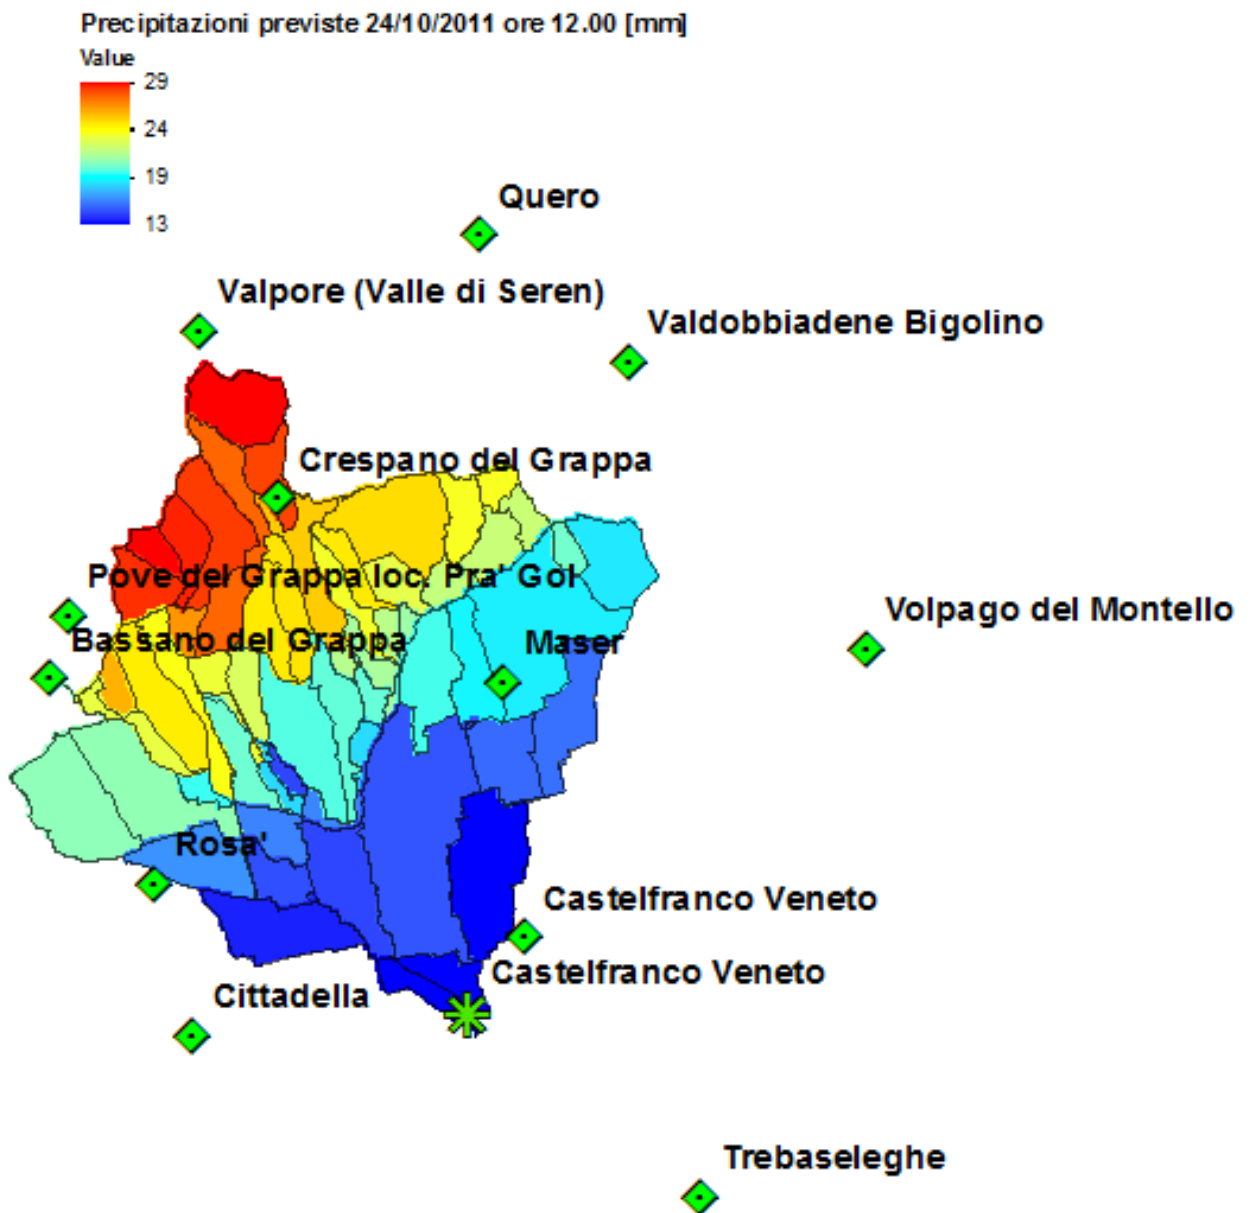 Precipitazioni previste 24/10/2011 ore 12.00 [mm]
Value
29
24
19
13
Quero
Valpore (Valle di Seren)
Valdobbiadene Bigolino
Crespano del Grappa
Pove del Grappa loc. Pra' Gol
Volpago del Montello
Bassano del Grappa
Maser
Rosa'
Castelfranco Veneto
Castelfranco Veneto
Cittadella
Trebaseleghe